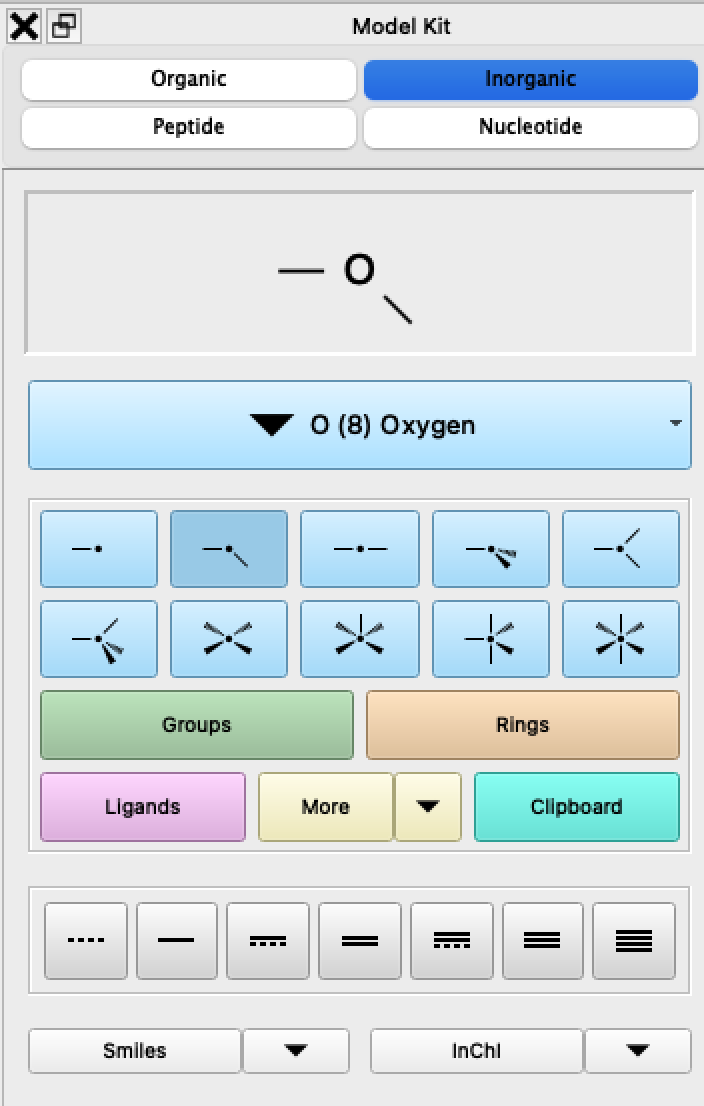 Model Kit
Organic
Inorganic
Peptide
Nucleotide
O
O (8) Oxygen
Groups
Rings
Ligands
More
Clipboard
Smiles
InChI